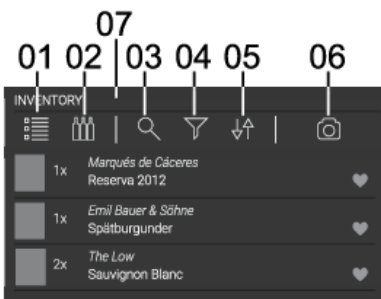 07
01 02 03 04 05 06
INVENTORY
1x Marqués de Cáceres
Reserva 2012
1x Emil Bauer & Söhne
Spätburgunder
2x The Low
Sauvignon Blanc